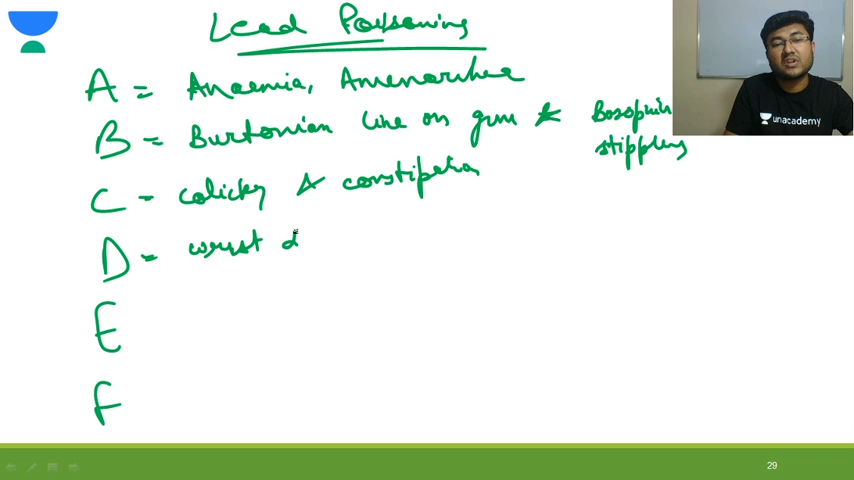 Lead Poisoning
A = Anaemia, Amenorrhea
B = Burtonian line on gum & Basophilic stippling
C = colicky & constipation
D = wrist d
E
F
unacademy
29